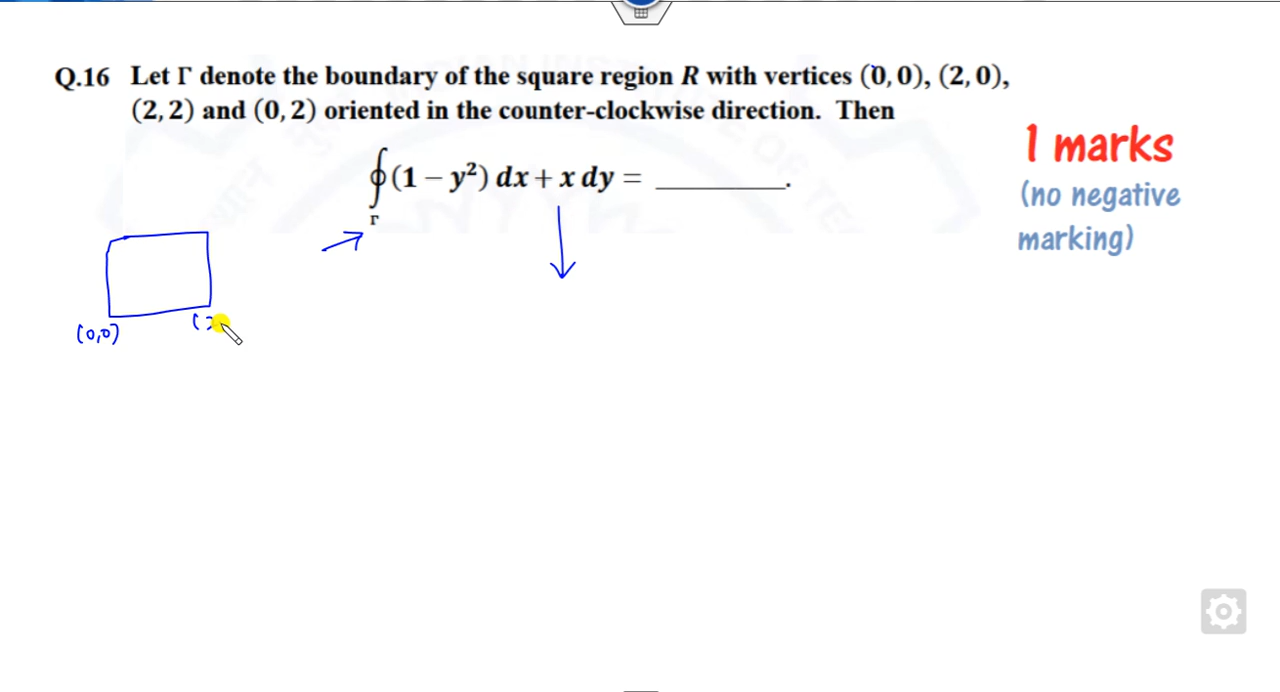 Q.16 Let Γ denote the boundary of the square region R with vertices (0, 0), (2, 0),
(2, 2) and (0, 2) oriented in the counter-clockwise direction. Then
∮Γ (1 − y²) dx + x dy = ________.
1 marks
(no negative
marking)
(0,0)